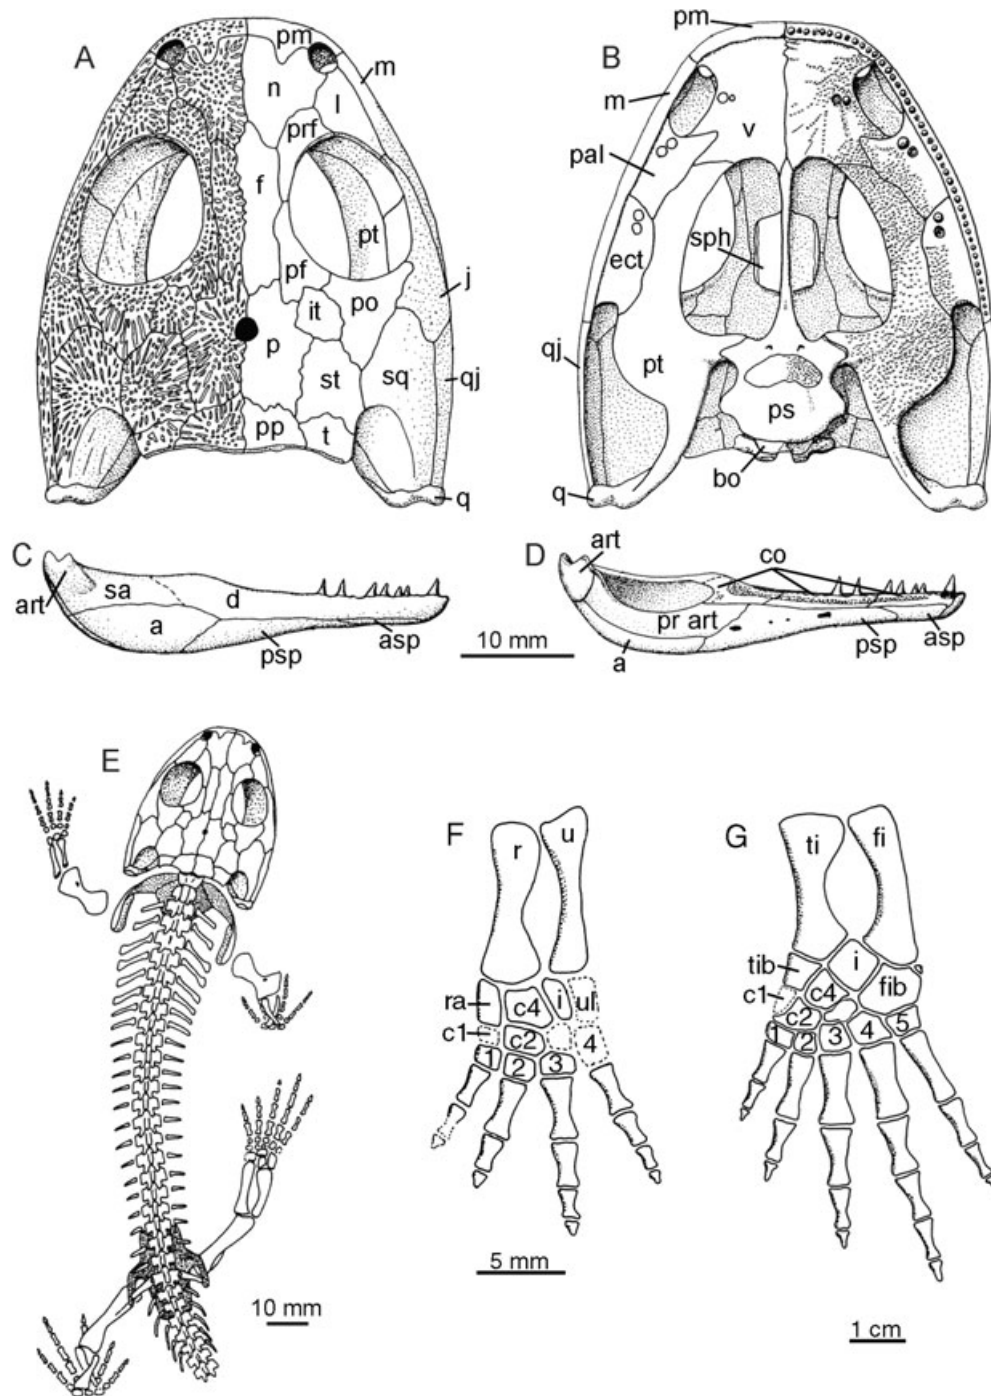 A
pm
m
n
l
prf
f
pt
pf
j
it
po
p
st
sq
qj
pp
t
q
B
pm
m
v
pal
sph
ect
qj
pt
ps
bo
q
C
art
sa
d
a
psp
asp
10 mm
D
art
co
pr art
a
psp
asp
E
10 mm
F
r
u
ra
c4
i
ul
c1
c2
4
1
2
3
5 mm
G
ti
fi
tib
i
c1
c4
fib
c2
1
2
3
4
5
1 cm